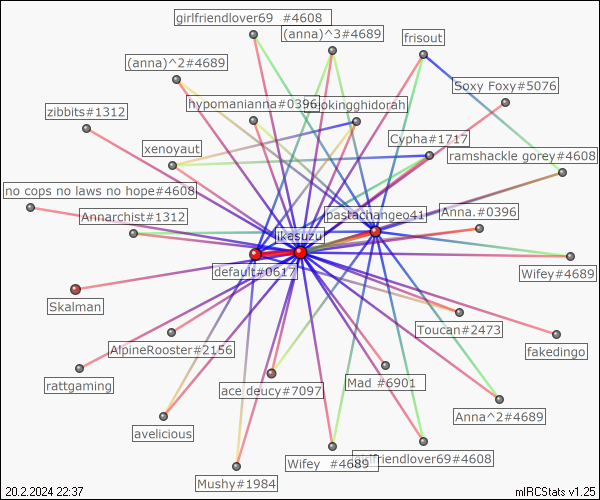 girlfriendlover69 #4608
(anna)^3#4689
frisout
(anna)^2#4689
Soxy Foxy#5076
hypomanianna#0396
neokingghidorah
zibbits#1312
Cypha#1717
xenoyaut
ramshackle gorey#4608
no cops no laws no hope#4608
Annarchist#1312
pastachangeo41
Anna.#0396
ikasuzu
default#0617
Wifey#4689
Skalman
Toucan#2473
AlpineRooster#2156
fakedingo
rattgaming
ace deucy#7097
Mad #6901
avelicious
Anna^2#4689
Wifey #4689
girlfriendlover69#4608
Mushy#1984
20.2.2024 22:37
mIRCStats v1.25